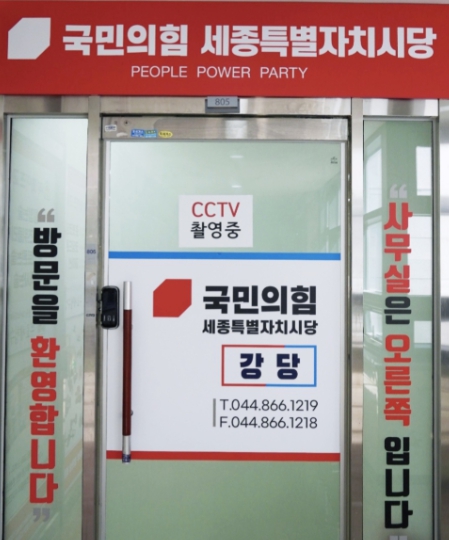 국민의힘 세종특별자치시당
PEOPLE POWER PARTY
805
CCTV
촬영중
국민의힘
세종특별자치시당
강당
T.044.866.1219
F.044.866.1218
“방문을 환영합니다”
“사무실은 오른쪽 입니다”